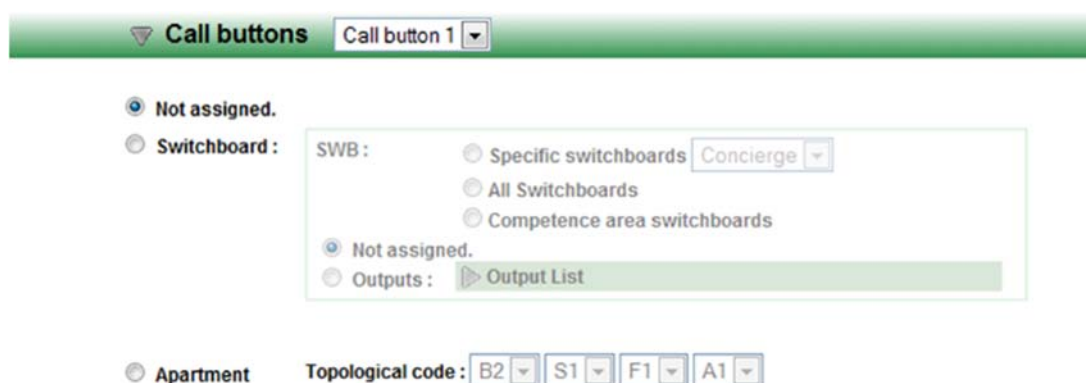 Call buttons Call button 1
Not assigned.
Switchboard : SWB : Specific switchboards Concierge
All Switchboards
Competence area switchboards
Not assigned.
Outputs : Output List
Apartment Topological code : B2 S1 F1 A1